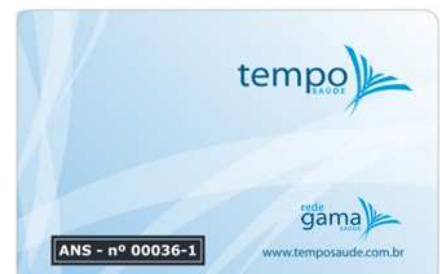 tempo
SAÚDE
rede
gama
SAÚDE
ANS - nº 00036-1
www.temposaude.com.br